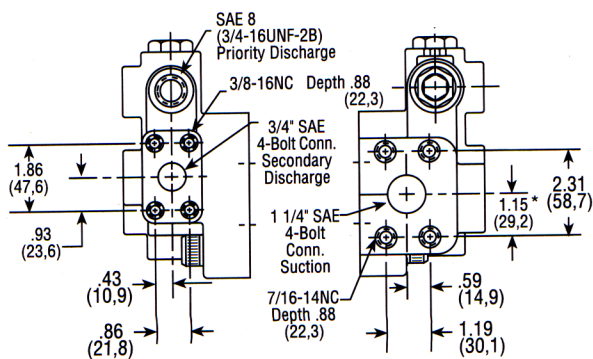 SAE 8
(3/4-16UNF-2B)
Priority Discharge
3/8-16NC Depth .88
(22,3)
3/4" SAE
4-Bolt Conn.
Secondary
Discharge
1.86
(47,6)
.93
(23,6)
.43
(10,9)
.86
(21,8)
1 1/4" SAE
4-Bolt
Conn.
Suction
7/16-14NC
Depth .88
(22,3)
2.31
(58,7)
1.15 *
(29,2)
.59
(14,9)
1.19
(30,1)